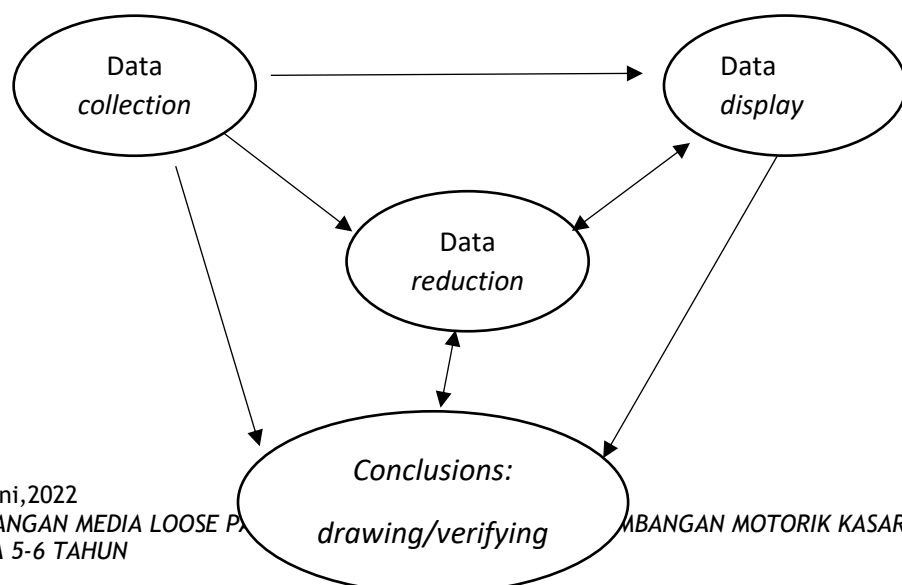 Data
collection
Data
display
Data
reduction
Conclusions:
drawing/verifying
ni,2022
ANGAN MEDIA LOOSE PA MBANGAN MOTORIK KASAR
5-6 TAHUN